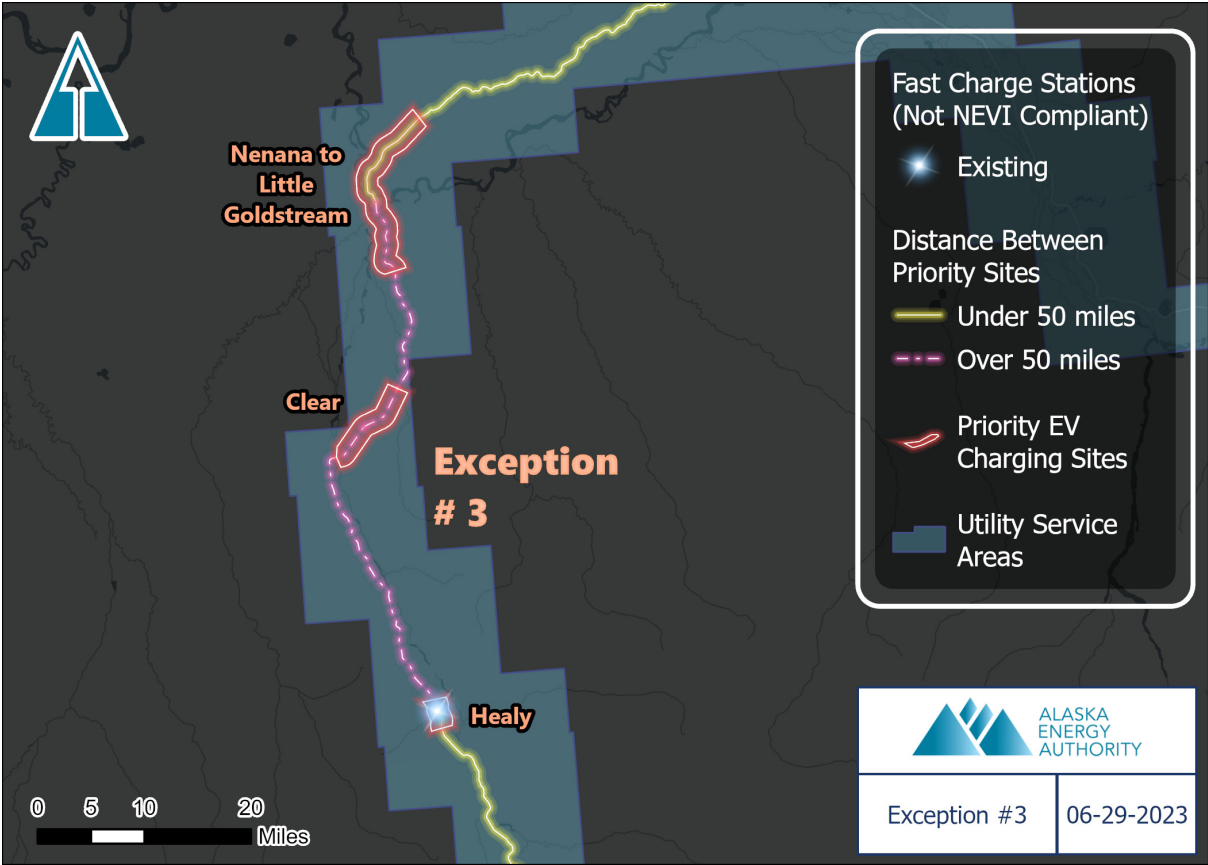 Nenana to
Little
Goldstream
Clear
Exception
# 3
Healy
0 5 10 20
Miles
Fast Charge Stations
(Not NEVI Compliant)
Existing
Distance Between
Priority Sites
Under 50 miles
Over 50 miles
Priority EV
Charging Sites
Utility Service
Areas
ALASKA
ENERGY
AUTHORITY
Exception #3
06-29-2023